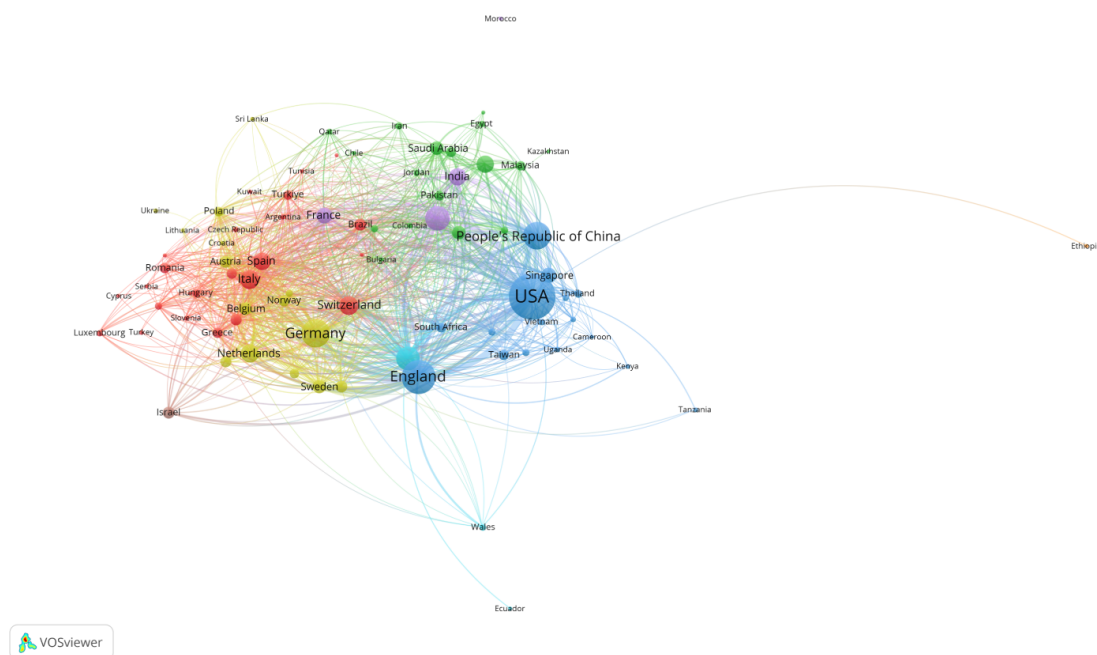 Morocco
Sri Lanka
Qatar
Iran
Egypt
Saudi Arabia
Chile
Kazakhstan
Malaysia
Tunisia
Jordan
India
Kuwait
Turkiye
Pakistan
Ukraine
Poland
Argentina
France
Brazil
Colombia
Lithuania
Czech Republic
People's Republic of China
Croatia
Ethiopi
Bulgaria
Austria
Spain
Romania
Italy
Singapore
Serbia
Cyprus
Hungary
Norway
USA
Thailand
Belgium
Switzerland
Slovenia
Vietnam
South Africa
Luxembourg
Turkey
Greece
Germany
Cameroon
Netherlands
Taiwan
Uganda
Kenya
England
Sweden
Israel
Tanzania
Wales
Ecuador
VOSviewer